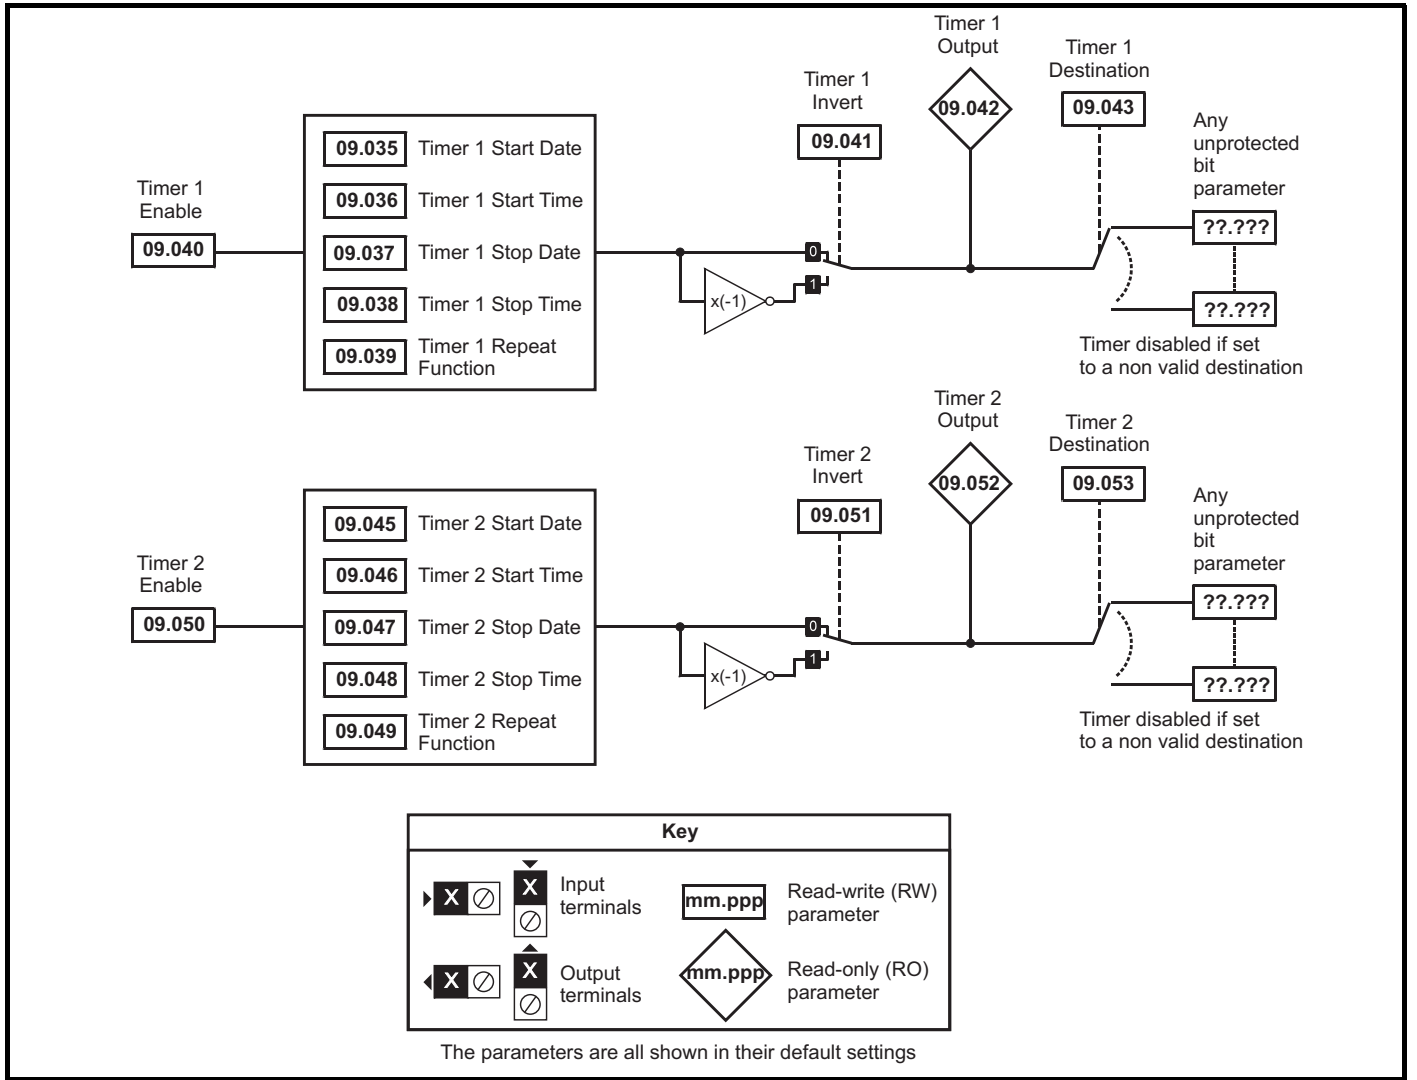 Timer 1
Output
Timer 1
Destination
Timer 1
Invert
09.042
09.043
Any
unprotected
bit
parameter
09.041
09.035 Timer 1 Start Date
Timer 1
Enable
09.036 Timer 1 Start Time
??.???
09.040
09.037 Timer 1 Stop Date
0
1
x(-1)
09.038 Timer 1 Stop Time
??.???
09.039 Timer 1 Repeat
Function
Timer disabled if set
to a non valid destination
Timer 2
Output
Timer 2
Destination
Timer 2
Invert
09.052
09.053
Any
unprotected
bit
parameter
09.051
09.045 Timer 2 Start Date
Timer 2
Enable
09.046 Timer 2 Start Time
??.???
09.050
09.047 Timer 2 Stop Date
0
1
x(-1)
09.048 Timer 2 Stop Time
??.???
09.049 Timer 2 Repeat
Function
Timer disabled if set
to a non valid destination
Key
X
X
Input
terminals
mm.ppp
Read-write (RW)
parameter
X
X
Output
terminals
mm.ppp
Read-only (RO)
parameter
The parameters are all shown in their default settings